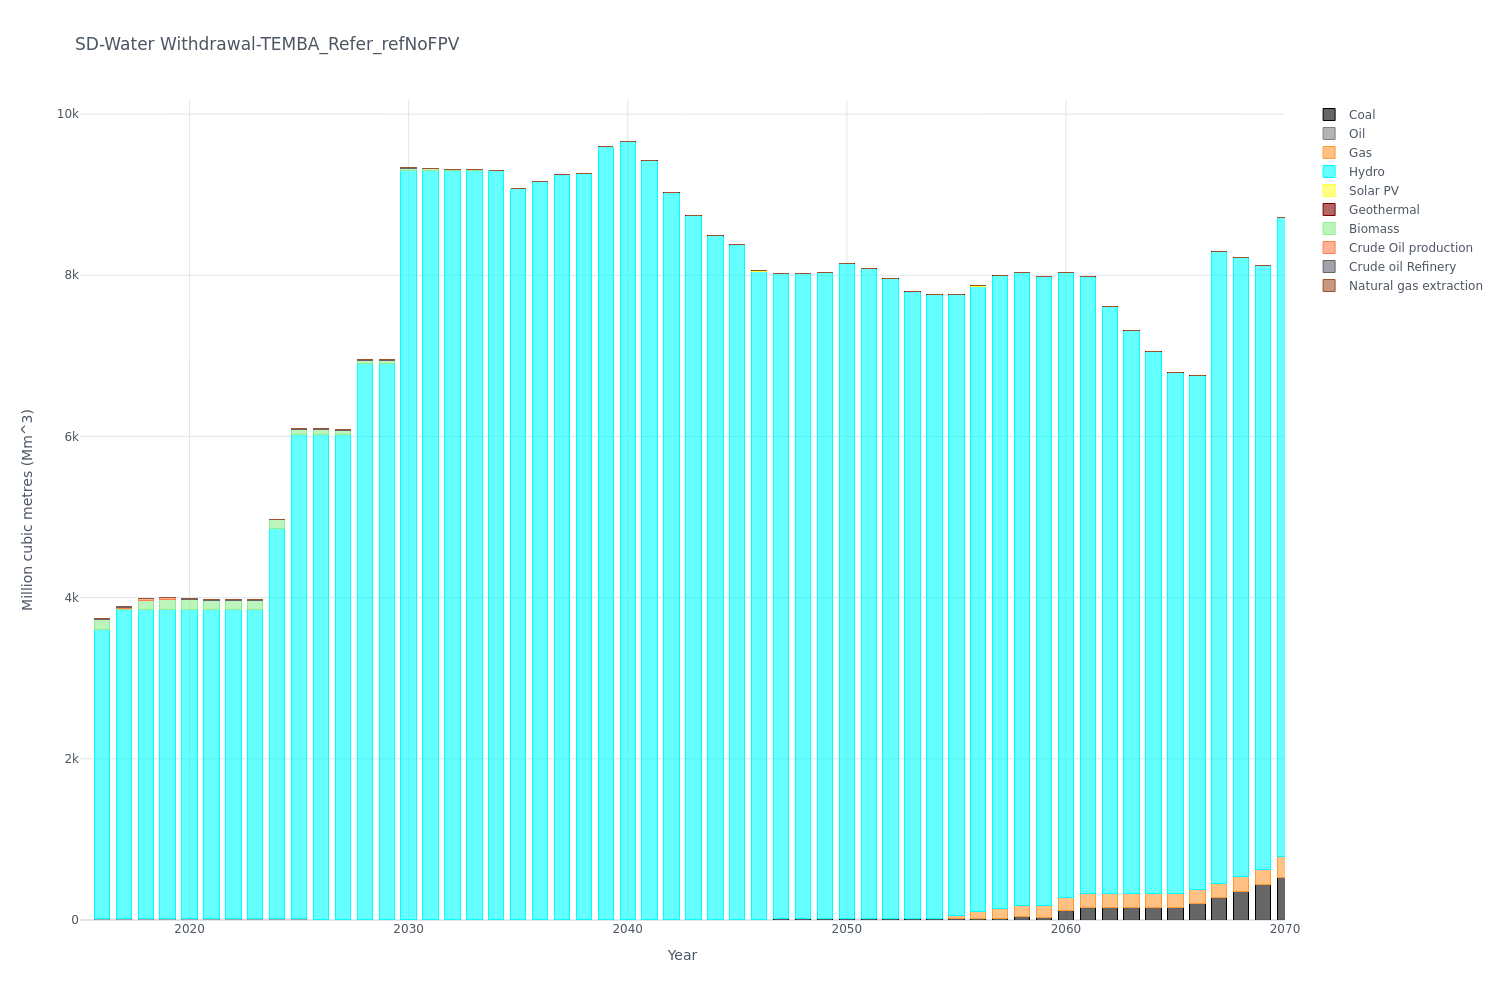 SD-Water Withdrawal-TEMBA_Refer_refNoFPV
10k
8k
6k
4k
2k
0
Million cubic metres (Mm^3)
2020
2030
2040
2050
2060
2070
Year
Coal
Oil
Gas
Hydro
Solar PV
Geothermal
Biomass
Crude Oil production
Crude oil Refinery
Natural gas extraction